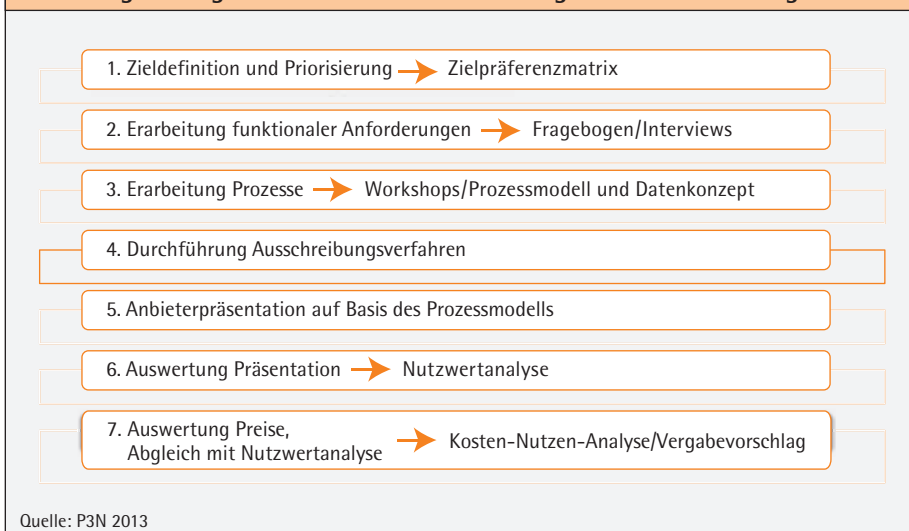 1. Zieldefinition und Priorisierung Zielpräferenzmatrix
2. Erarbeitung funktionaler Anforderungen Fragebogen/Interviews
3. Erarbeitung Prozesse Workshops/Prozessmodell und Datenkonzept
4. Durchführung Ausschreibungsverfahren
5. Anbieterpräsentation auf Basis des Prozessmodells
6. Auswertung Präsentation Nutzwertanalyse
7. Auswertung Preise,
Abgleich mit Nutzwertanalyse Kosten-Nutzen-Analyse/Vergabevorschlag
Quelle: P3N 2013